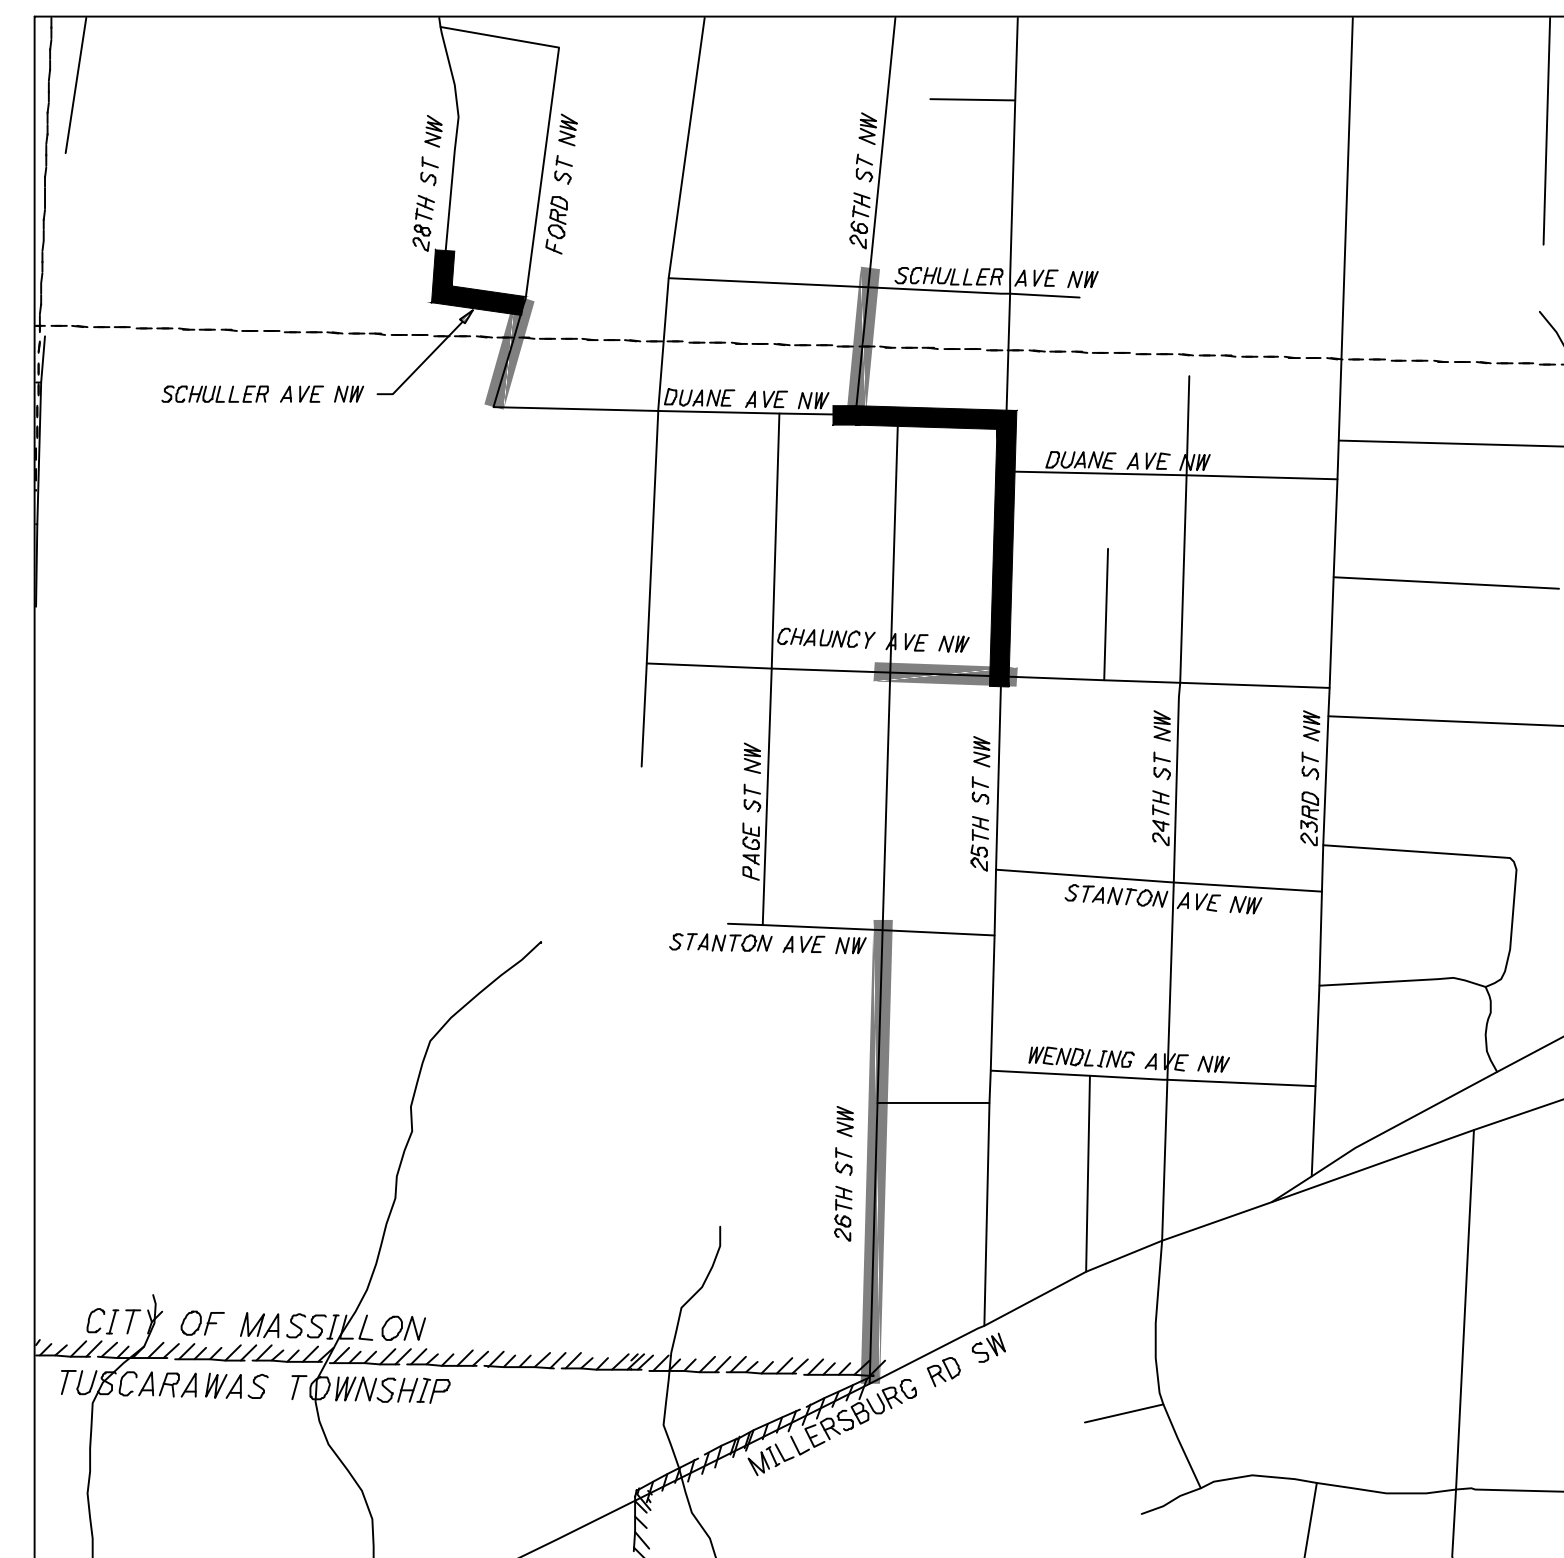 28TH ST NW
FORD ST NW
26TH ST NW
SCHULLER AVE NW
SCHULLER AVE NW
DUANE AVE NW
DUANE AVE NW
CHAUNCY AVE NW
PAGE ST NW
25TH ST NW
24TH ST NW
23RD ST NW
STANTON AVE NW
STANTON AVE NW
WENDLING AVE NW
26TH ST NW
CITY OF MASSILLON
TUSCARAWAS TOWNSHIP
MILLERSBURG RD SW